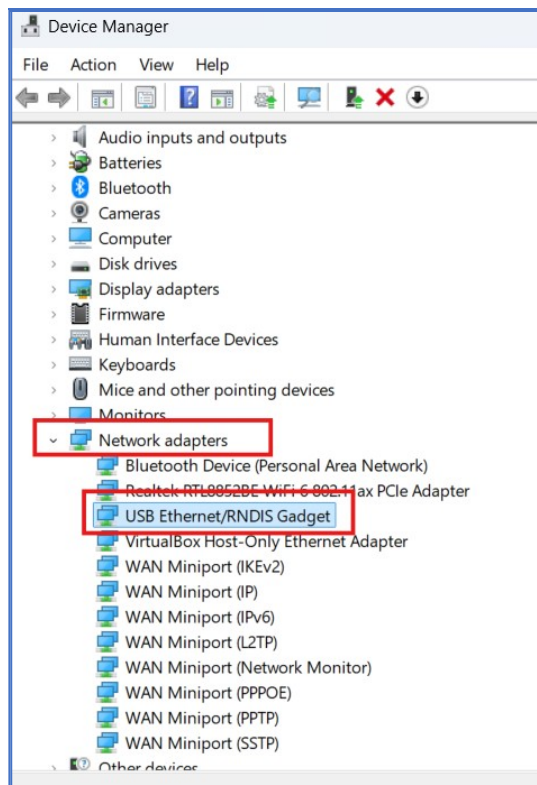 Device Manager
File Action View Help
Audio inputs and outputs
Batteries
Bluetooth
Cameras
Computer
Disk drives
Display adapters
Firmware
Human Interface Devices
Keyboards
Mice and other pointing devices
Monitors
Network adapters
Bluetooth Device (Personal Area Network)
Realtek RTL8852BE WiFi 6 802.11ax PCIe Adapter
USB Ethernet/RNDIS Gadget
VirtualBox Host-Only Ethernet Adapter
WAN Miniport (IKEv2)
WAN Miniport (IP)
WAN Miniport (IPv6)
WAN Miniport (L2TP)
WAN Miniport (Network Monitor)
WAN Miniport (PPPOE)
WAN Miniport (PPTP)
WAN Miniport (SSTP)
Other devices